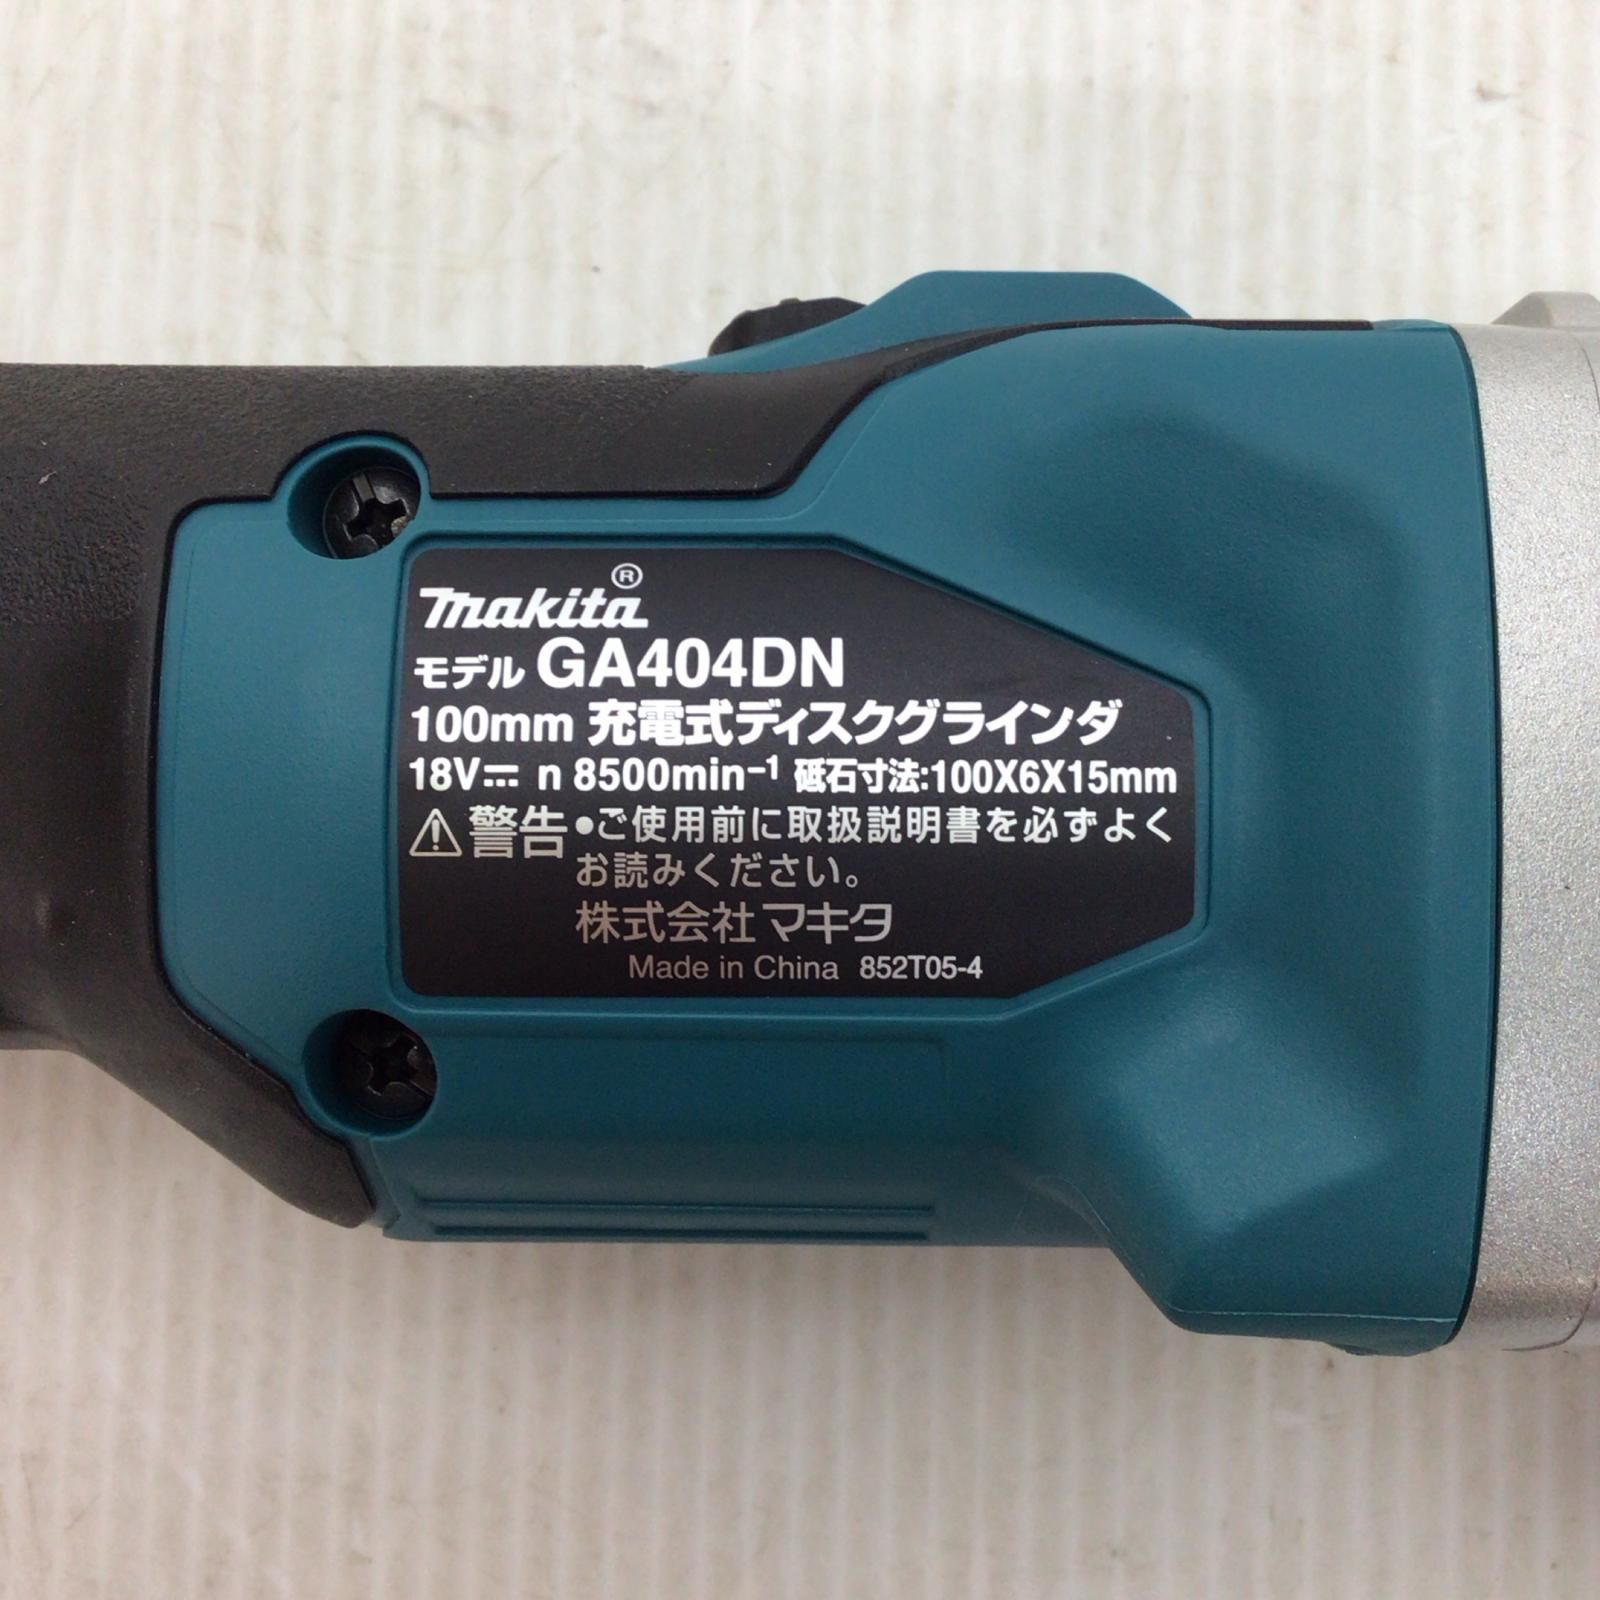 makita®
モデル GA404DN
100mm 充電式ディスクグラインダ
18V⎓ n 8500min⁻¹ 砥石寸法:100X6X15mm
⚠警告 ●ご使用前に取扱説明書を必ずよく
お読みください。
株式会社マキタ
Made in China 852T05-4